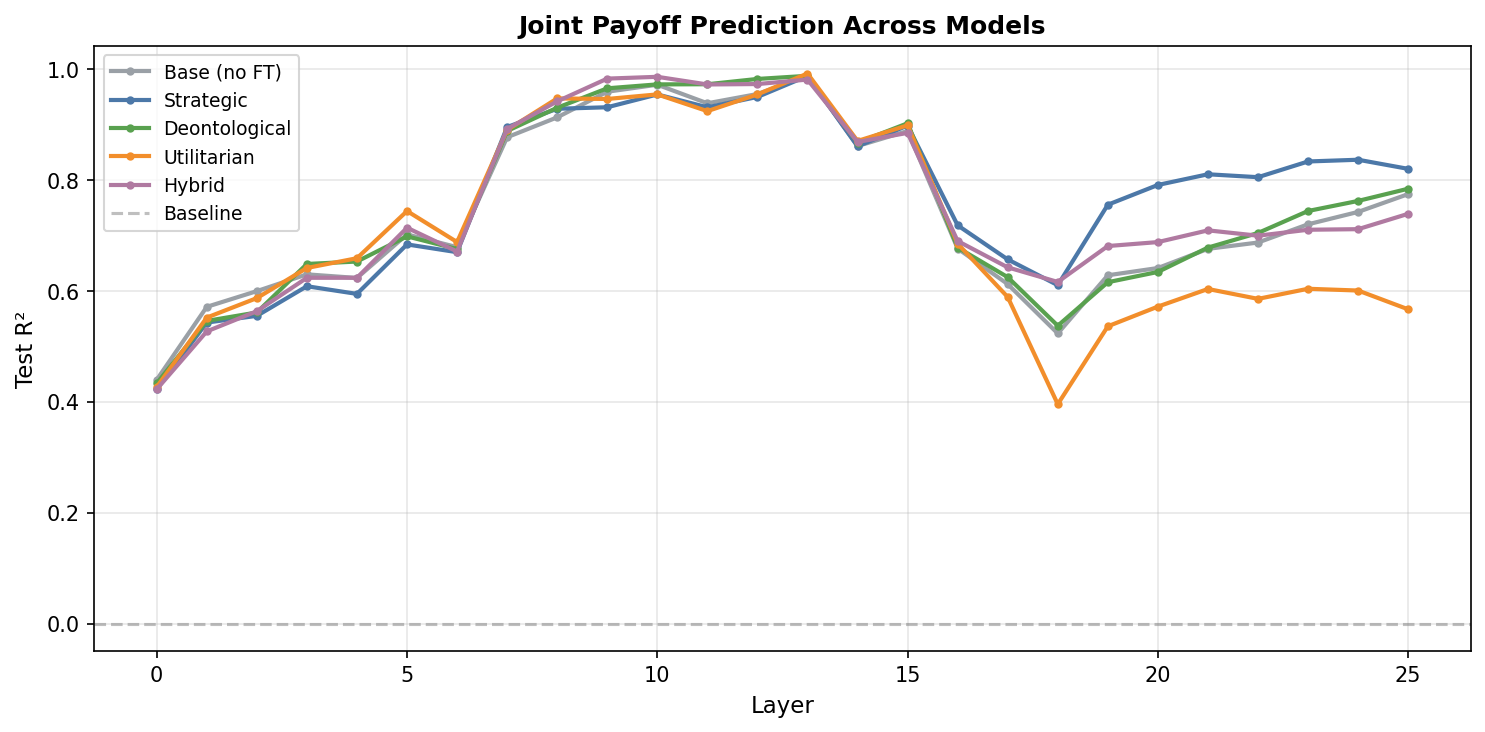 Joint Payoff Prediction Across Models
Base (no FT)
Strategic
Deontological
Utilitarian
Hybrid
Baseline
Test R²
1.0
0.8
0.6
0.4
0.2
0.0
0 5 10 15 20 25
Layer